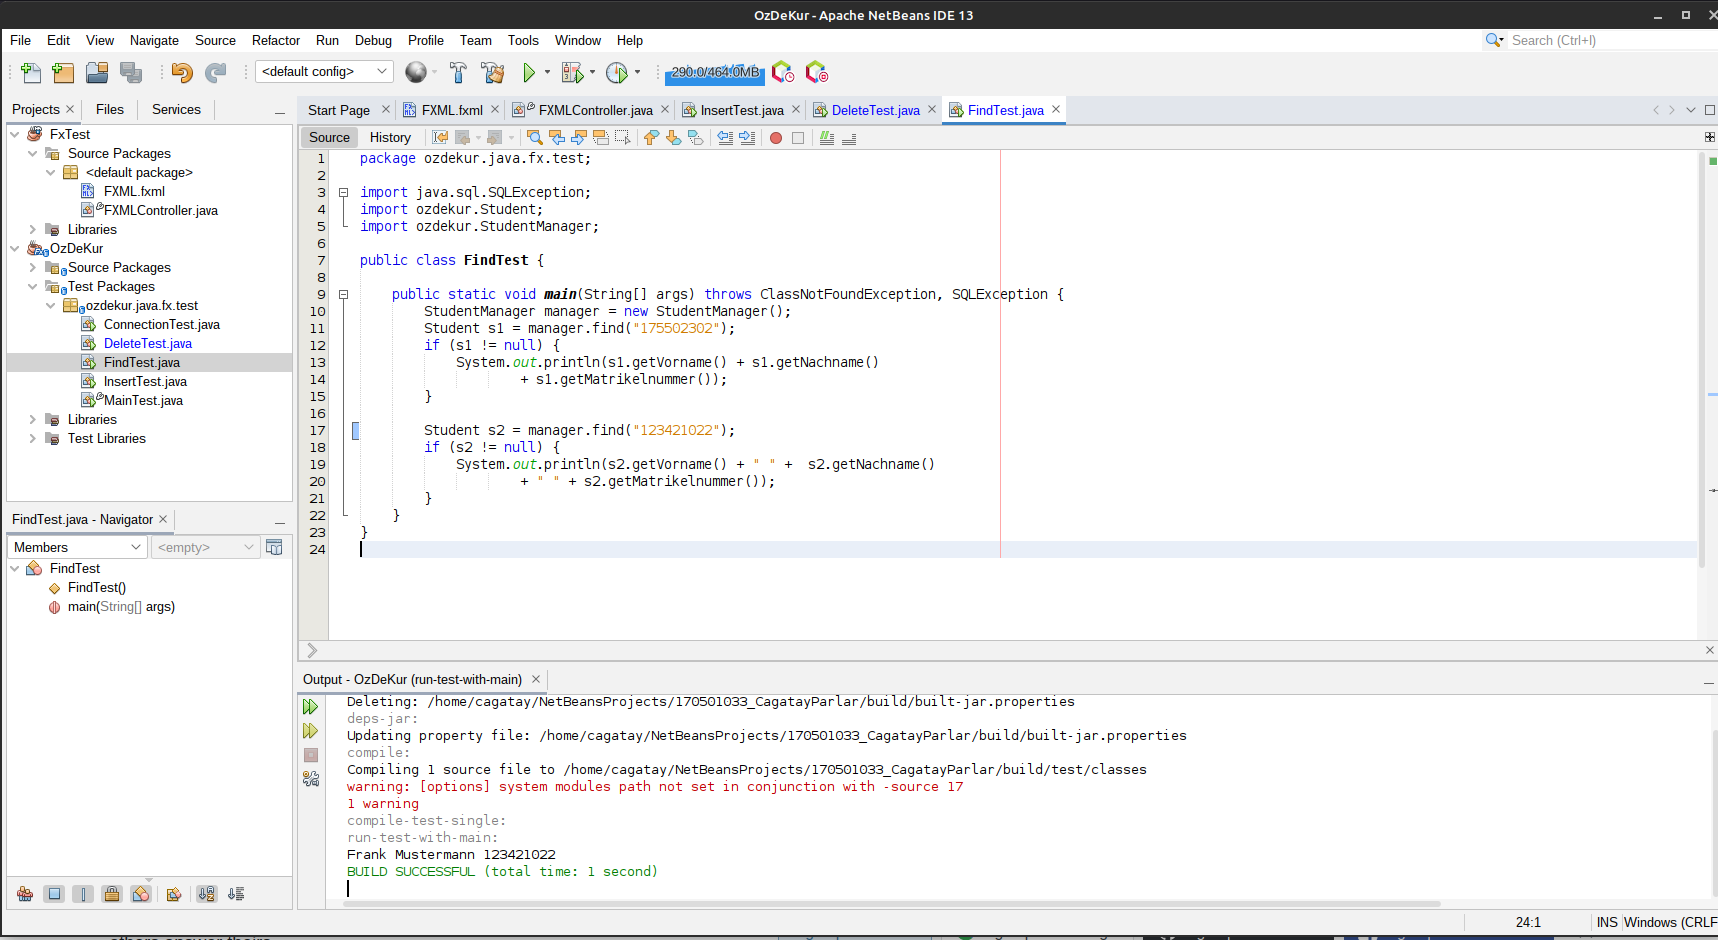 OzDeKur - Apache NetBeans IDE 13
File Edit View Navigate Source Refactor Run Debug Profile Team Tools Window Help
Search (Ctrl+I)
<default config>
290.0/464.0MB
Projects Files Services
FxTest
Source Packages
<default package>
FXML.fxml
FXMLController.java
Libraries
OzDeKur
Source Packages
Test Packages
ozdekur.java.fx.test
ConnectionTest.java
DeleteTest.java
FindTest.java
InsertTest.java
MainTest.java
Libraries
Test Libraries
FindTest.java - Navigator
Members <empty>
FindTest
FindTest()
main(String[] args)
Start Page FXML.fxml FXMLController.java InsertTest.java DeleteTest.java FindTest.java
Source History
1 package ozdekur.java.fx.test;
2
3 import java.sql.SQLException;
4 import ozdekur.Student;
5 import ozdekur.StudentManager;
6
7 public class FindTest {
8
9 public static void main(String[] args) throws ClassNotFoundException, SQLException {
10 StudentManager manager = new StudentManager();
11 Student s1 = manager.find("175502302");
12 if (s1 != null) {
13 System.out.println(s1.getVorname() + s1.getNachname()
14 + s1.getMatrikelnummer());
15 }
16
17 Student s2 = manager.find("123421022");
18 if (s2 != null) {
19 System.out.println(s2.getVorname() + " " +  s2.getNachname()
20 + " " + s2.getMatrikelnummer());
21 }
22 }
23 }
24
Output - OzDeKur (run-test-with-main)
Deleting: /home/cagatay/NetBeansProjects/170501033_CagatayParlar/build/built-jar.properties
deps-jar:
Updating property file: /home/cagatay/NetBeansProjects/170501033_CagatayParlar/build/built-jar.properties
compile:
Compiling 1 source file to /home/cagatay/NetBeansProjects/170501033_CagatayParlar/build/test/classes
warning: [options] system modules path not set in conjunction with -source 17
1 warning
compile-test-single:
run-test-with-main:
Frank Mustermann 123421022
BUILD SUCCESSFUL (total time: 1 second)
24:1 INS Windows (CRLF